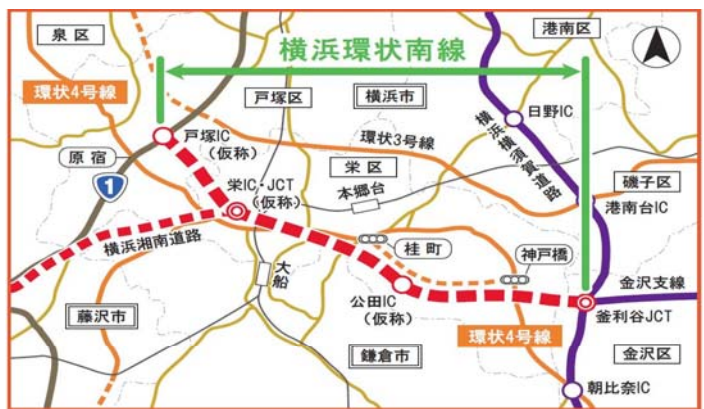 泉区
港南区
横浜環状南線
環状4号線
戸塚区
横浜市
日野IC
戸塚IC
(仮称)
環状3号線
横浜横須賀道路
原宿
1
栄区
磯子区
栄IC・JCT
(仮称)
本郷台
港南台IC
横浜湘南道路
桂町
神戸橋
大船
金沢支線
公田IC
(仮称)
釜利谷JCT
藤沢市
環状4号線
鎌倉市
金沢区
朝比奈IC